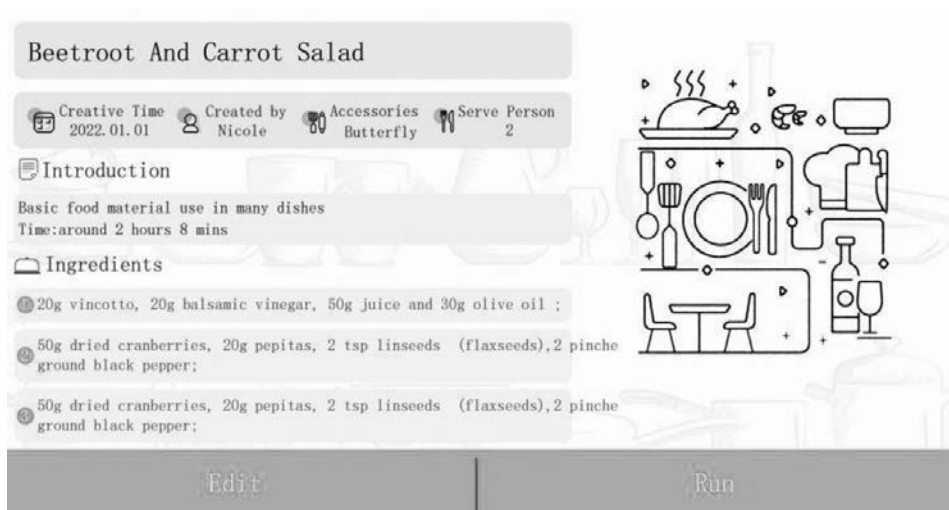 Beetroot And Carrot Salad
Creative Time
2022.01.01
Created by
Nicole
Accessories
Butterfly
Serve Person
2
Introduction
Basic food material use in many dishes
Time:around 2 hours 8 mins
Ingredients
20g vincotto, 20g balsamic vinegar, 50g juice and 30g olive oil ;
50g dried cranberries, 20g pepitas, 2 tsp linseeds (flaxseeds),2 pinche
ground black pepper;
50g dried cranberries, 20g pepitas, 2 tsp linseeds (flaxseeds),2 pinche
ground black pepper;
Edit
Run